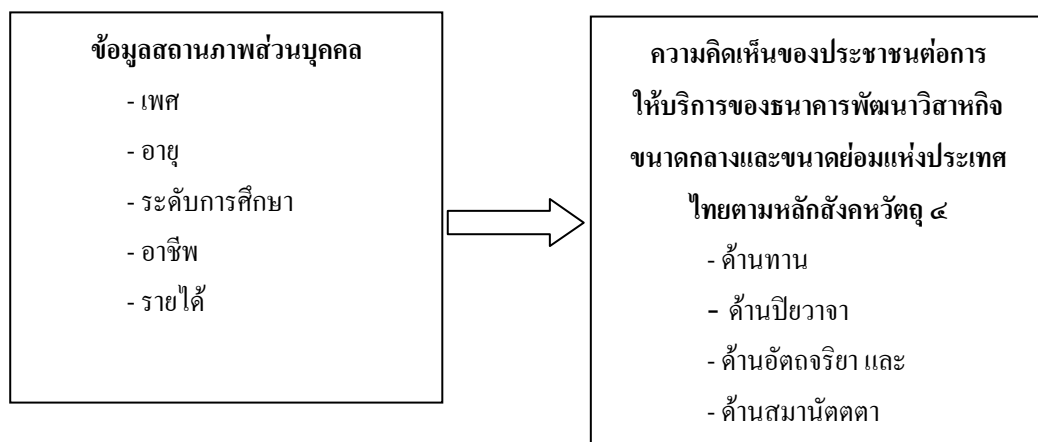 ข้อมูลสถานภาพส่วนบุคคล
- เพศ
- อายุ
- ระดับการศึกษา
- อาชีพ
- รายได้
ความคิดเห็นของประชาชนต่อการ
ให้บริการของธนาคารพัฒนาวิสาหกิจ
ขนาดกลางและขนาดย่อมแห่งประเทศ
ไทยตามหลักสังคหวัตถุ ๔
- ด้านทาน
- ด้านปิยวาจา
- ด้านอัตถจริยา และ
- ด้านสมานัตตตา